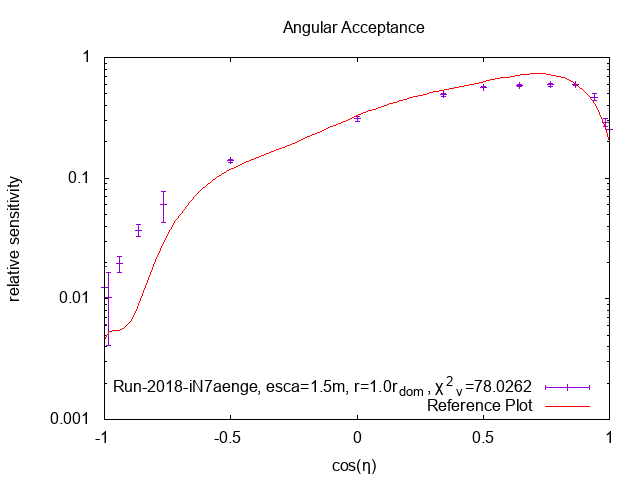 Angular Acceptance
relative sensitivity
1
0.1
0.01
0.001
Run-2018-iN7aenge, esca=1.5m, r=1.0r_dom, χ²_v=78.0262
Reference Plot
-1 -0.5 0 0.5 1
cos(η)